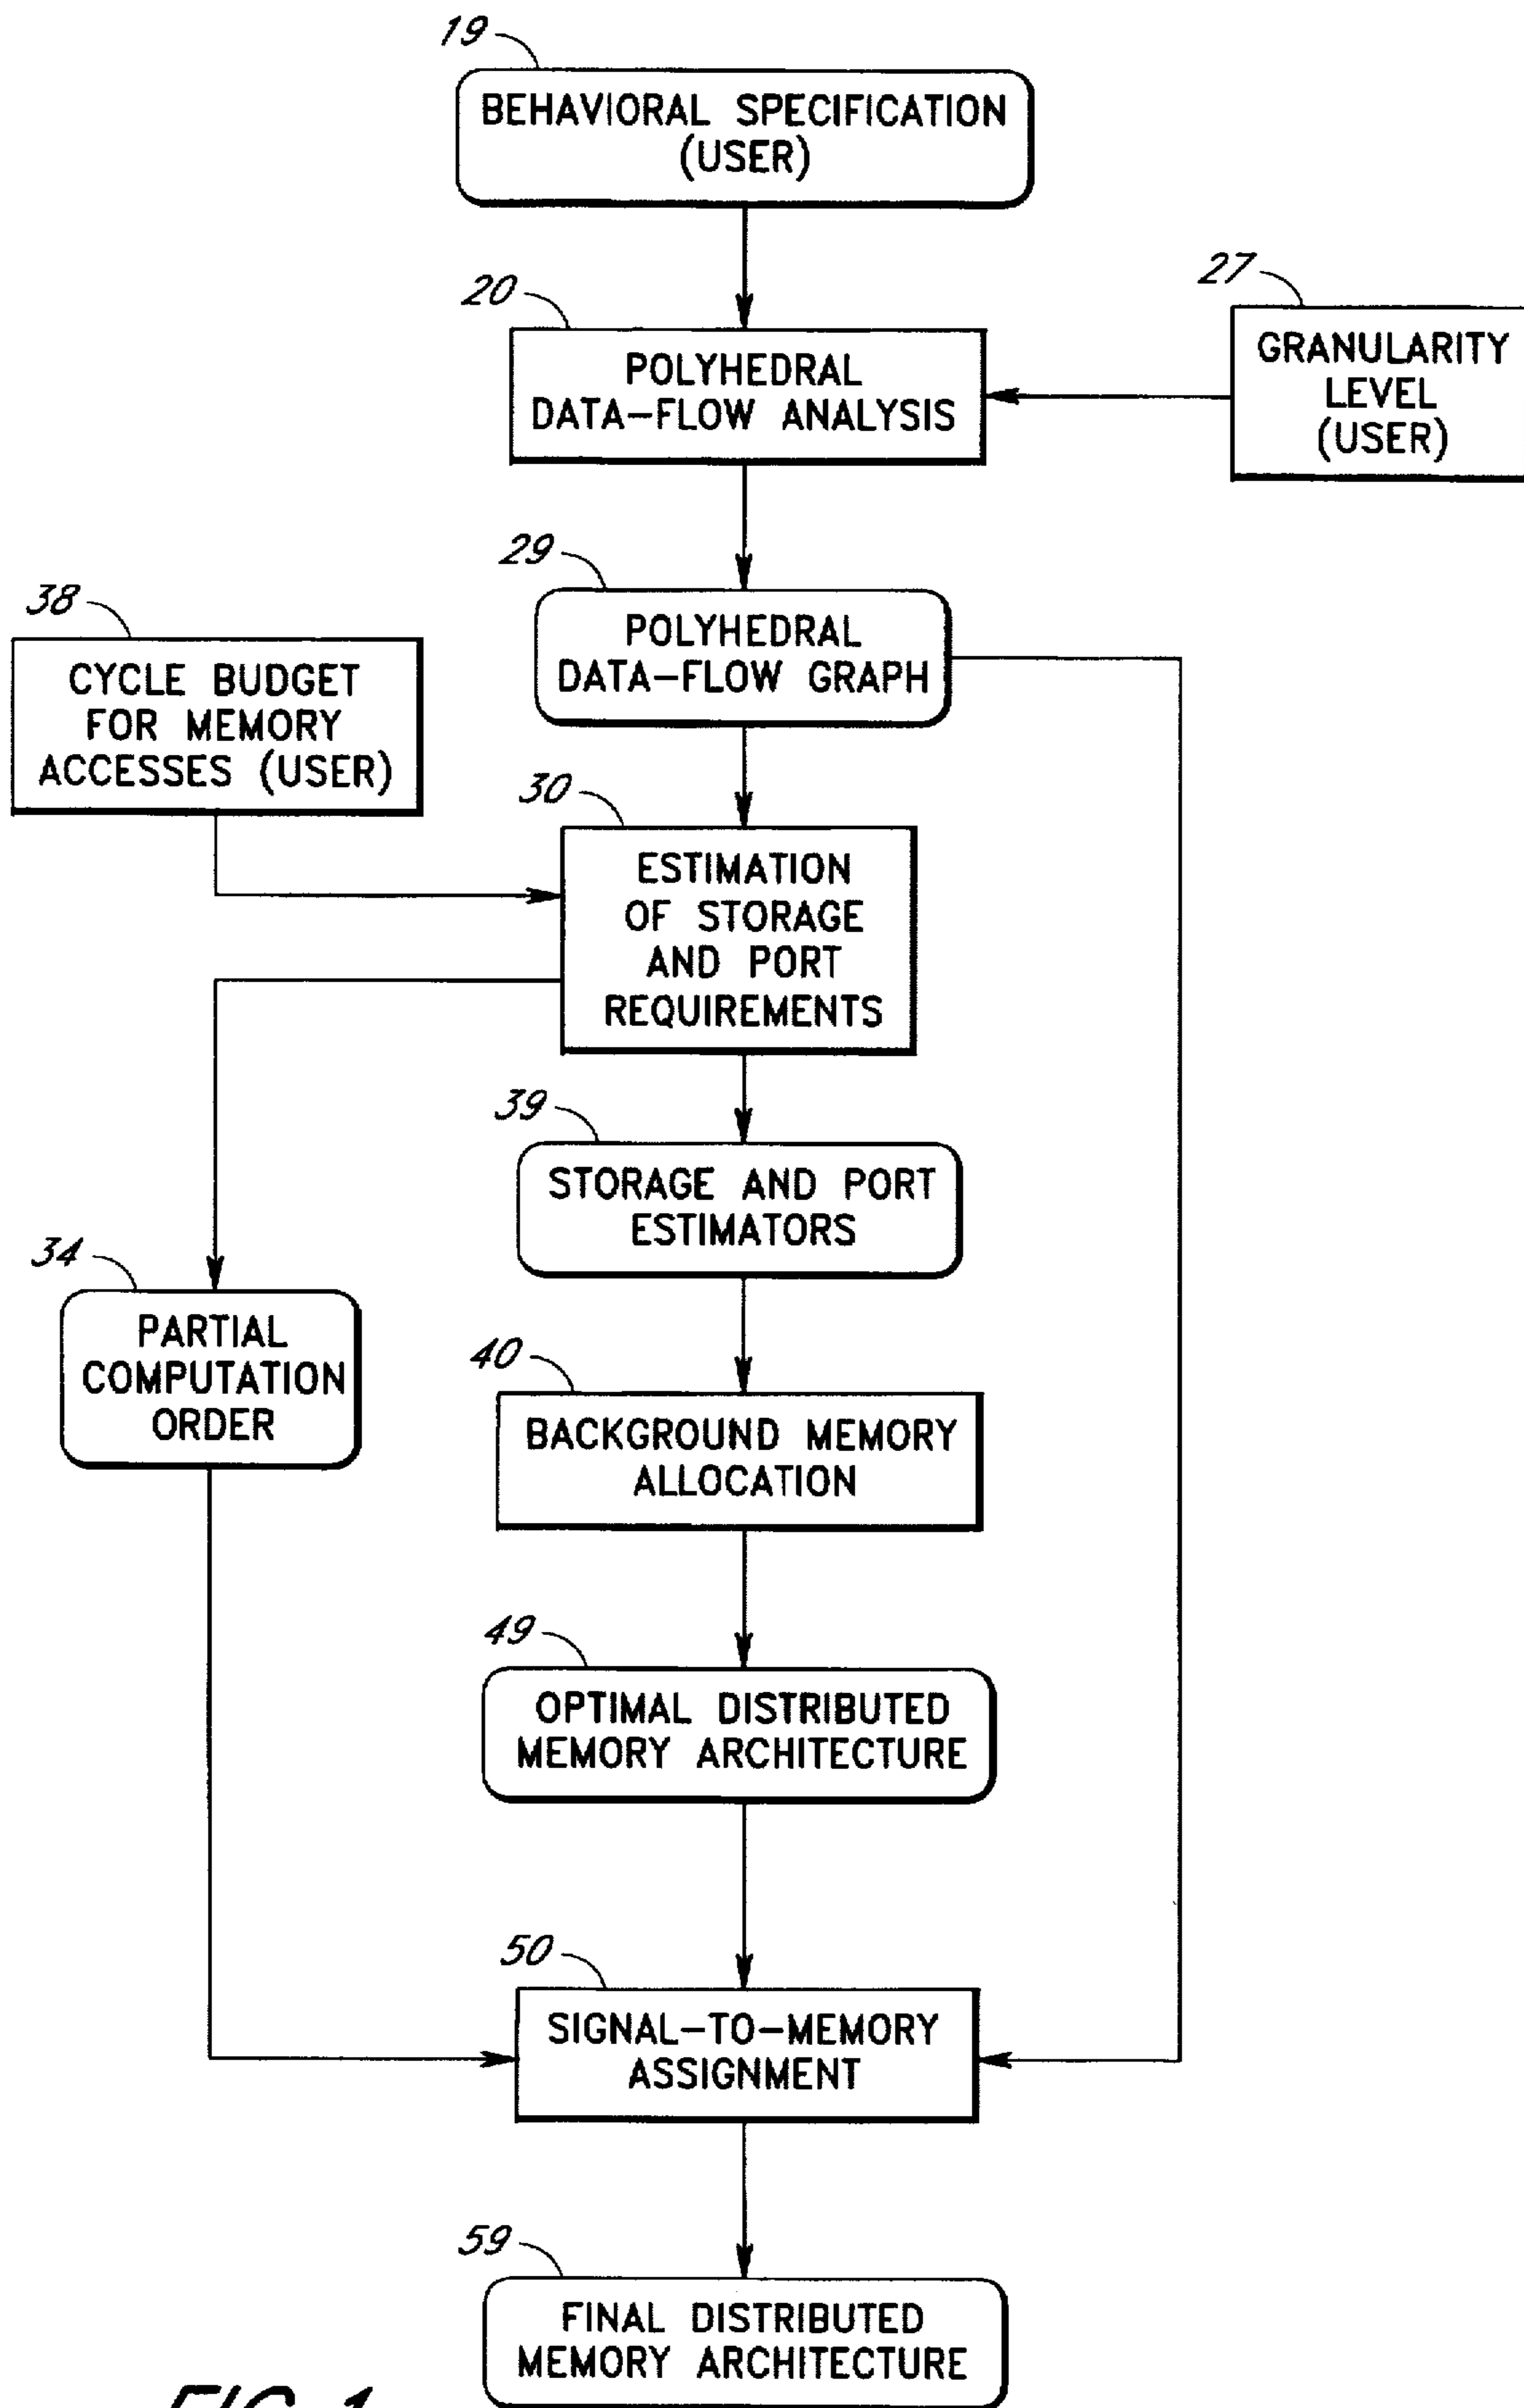 19
BEHAVIORAL SPECIFICATION
(USER)
20
POLYHEDRAL
DATA-FLOW ANALYSIS
27
GRANULARITY
LEVEL
(USER)
29
POLYHEDRAL
DATA-FLOW GRAPH
38
CYCLE BUDGET
FOR MEMORY
ACCESSES (USER)
30
ESTIMATION
OF STORAGE
AND PORT
REQUIREMENTS
39
STORAGE AND PORT
ESTIMATORS
34
PARTIAL
COMPUTATION
ORDER
40
BACKGROUND MEMORY
ALLOCATION
49
OPTIMAL DISTRIBUTED
MEMORY ARCHITECTURE
50
SIGNAL-TO-MEMORY
ASSIGNMENT
59
FINAL DISTRIBUTED
MEMORY ARCHITECTURE
FIG. 1